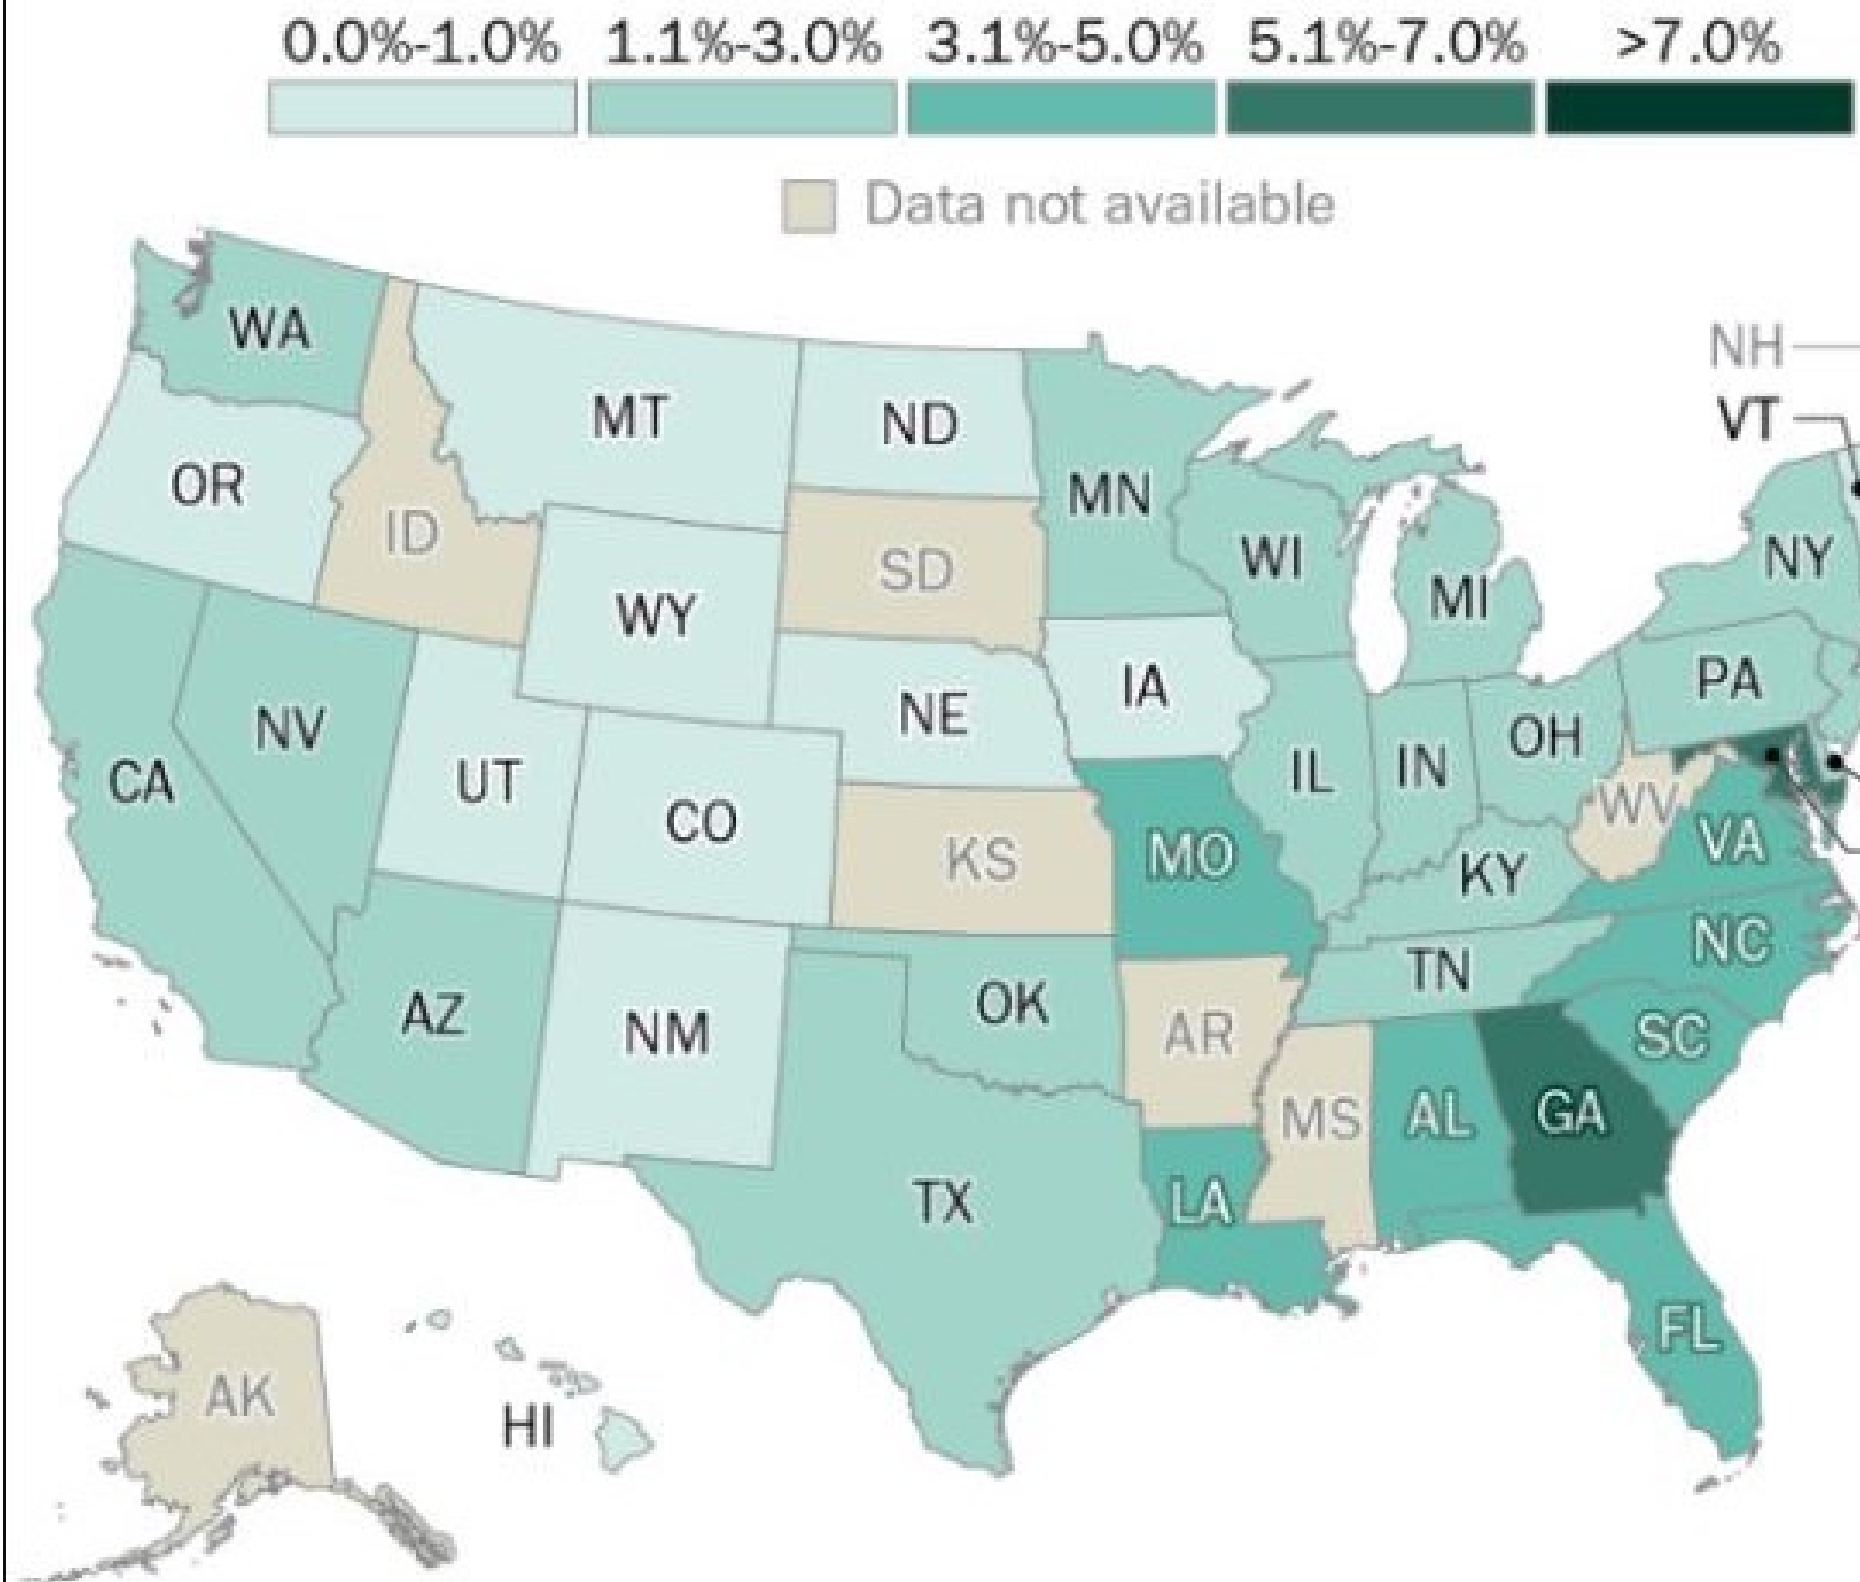 0.0%-1.0% 1.1%-3.0% 3.1%-5.0% 5.1%-7.0% >7.0%
Data not available
WA
NH
MT
ND
VT
OR
MN
ID
WI
NY
SD
MI
WY
PA
IA
NE
NV
OH
CA
UT
IL
IN
CO
WV
VA
MO
KS
KY
NC
TN
OK
AZ
NM
AR
SC
MS
AL
GA
TX
LA
FL
AK
HI